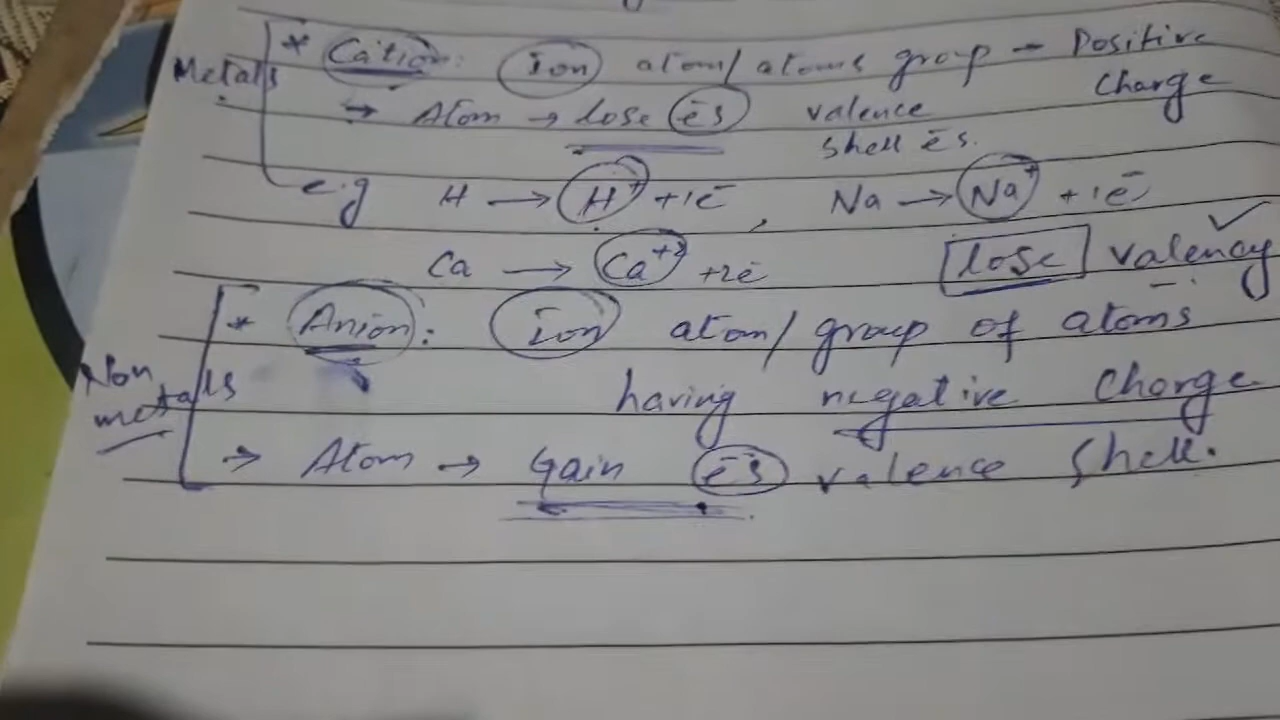 * Cation: ion atom/atoms group – Positive
Metals
Charge
→ Atom → lose ēs valence
shell ēs.
e.g H → H⁺ + 1ē , Na → Na⁺ + 1ē
Ca → Ca⁺² + 2ē lose valency ✓
* Anion: ion atom/group of atoms
Non
metals
having negative charge
→ Atom → Gain ēs valence shell.